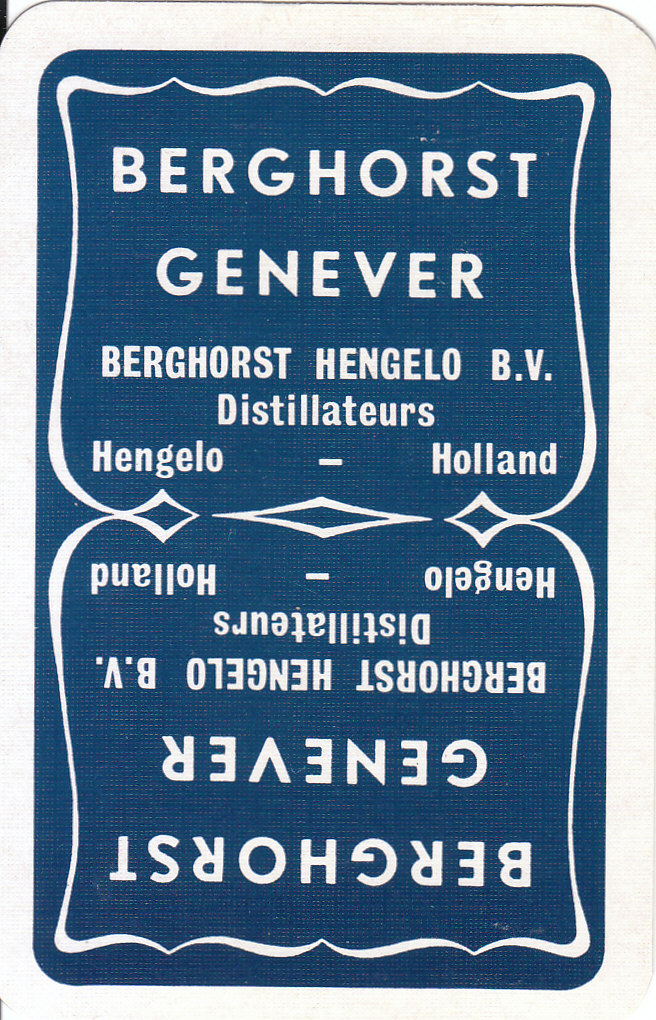 BERGHORST
GENEVER
BERGHORST HENGELO B.V.
Distillateurs
Hengelo – Holland
Hengelo – Holland
Distillateurs
BERGHORST HENGELO B.V.
GENEVER
BERGHORST